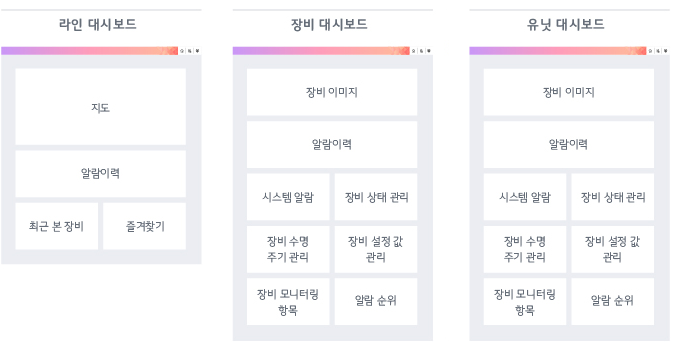 라인 대시보드
지도
알람이력
최근 본 장비
즐겨찾기
장비 대시보드
장비 이미지
알람이력
시스템 알람
장비 상태 관리
장비 수명
주기 관리
장비 설정 값
관리
장비 모니터링
항목
알람 순위
유닛 대시보드
장비 이미지
알람이력
시스템 알람
장비 상태 관리
장비 수명
주기 관리
장비 설정 값
관리
장비 모니터링
항목
알람 순위